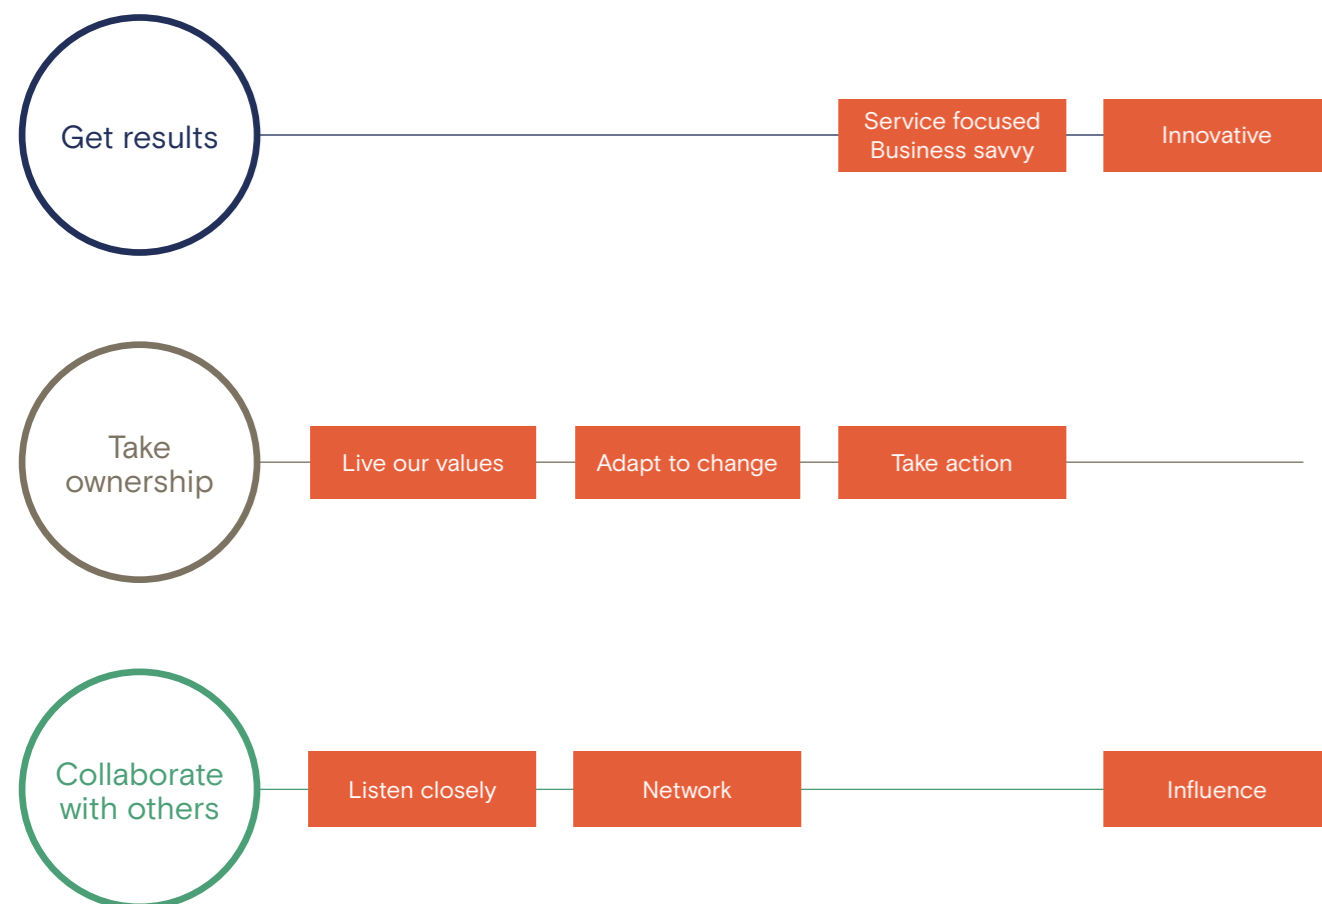 Get results
Service focused
Business savvy
Innovative
Take
ownership
Live our values
Adapt to change
Take action
Collaborate
with others
Listen closely
Network
Influence